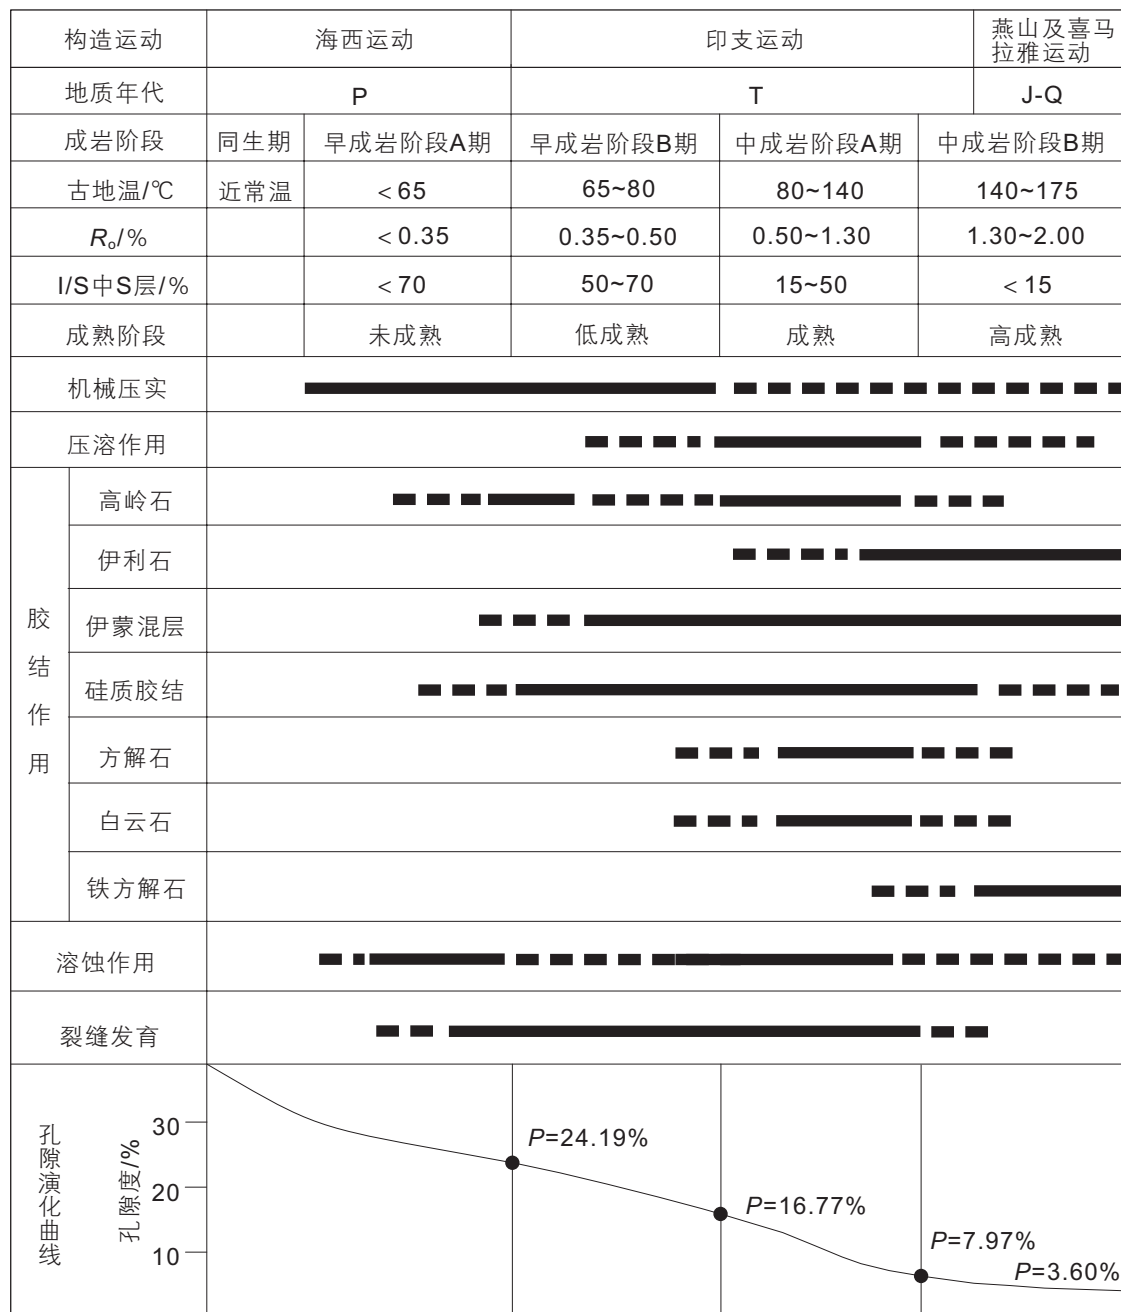 构造运动 海西运动 印支运动 燕山及喜马
拉雅运动
地质年代 P T J-Q
成岩阶段 同生期 早成岩阶段A期 早成岩阶段B期 中成岩阶段A期 中成岩阶段B期
古地温/℃ 近常温 <65 65~80 80~140 140~175
Ro/% <0.35 0.35~0.50 0.50~1.30 1.30~2.00
I/S中S层/% <70 50~70 15~50 <15
成熟阶段 未成熟 低成熟 成熟 高成熟
机械压实
压溶作用
胶结作用
高岭石
伊利石
伊蒙混层
硅质胶结
方解石
白云石
铁方解石
溶蚀作用
裂缝发育
孔隙演化曲线
孔隙度/%
30
20
10
P=24.19%
P=16.77%
P=7.97%
P=3.60%